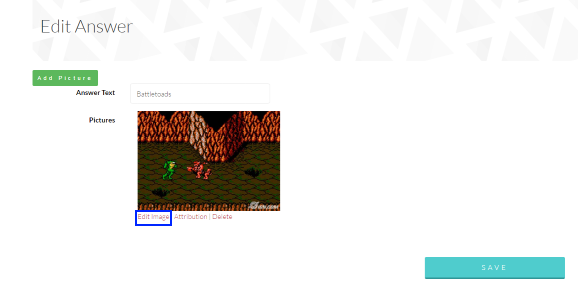 Edit Answer
Add Picture
Answer Text
Battletoads
Pictures
Edit Image | Attribution | Delete
SAVE